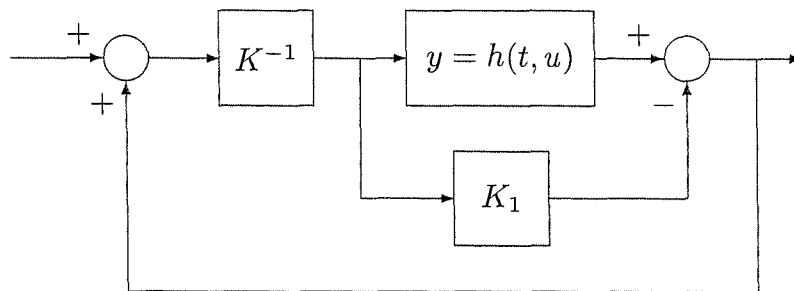 + +
K^{-1} y = h(t, u)
+ −
K_1